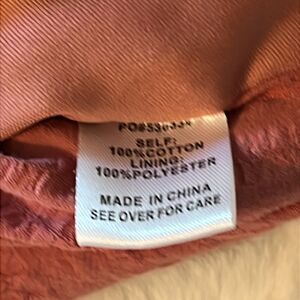 SELF:
100%COTTON
LINING:
100%POLYESTER
MADE IN CHINA
SEE OVER FOR CARE